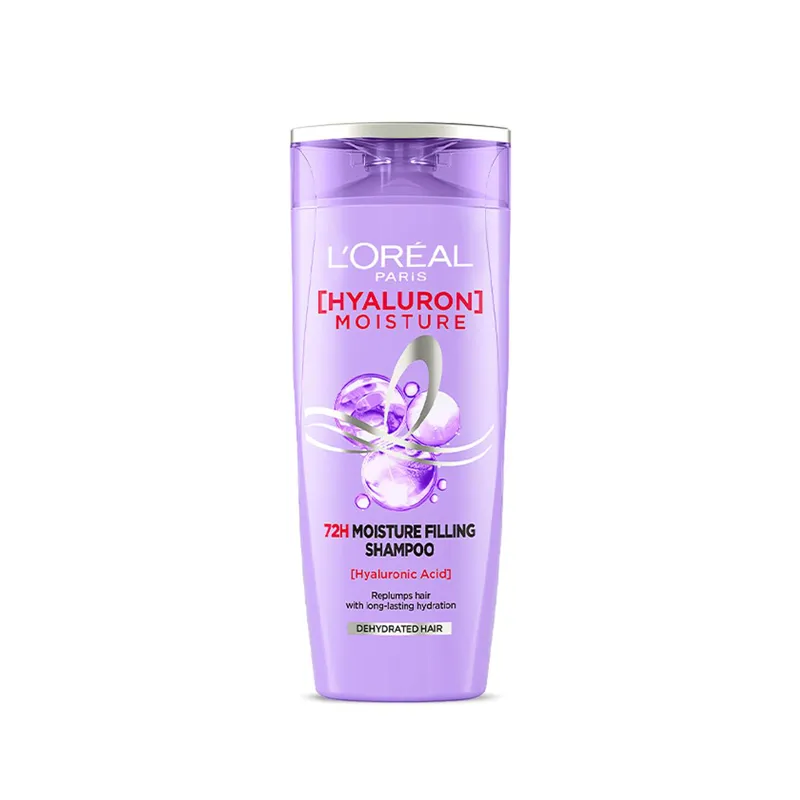 L'ORÉAL
PARIS
[HYALURON]
MOISTURE
72H MOISTURE FILLING
SHAMPOO
[Hyaluronic Acid]
Replumps hair
with long-lasting hydration
DEHYDRATED HAIR